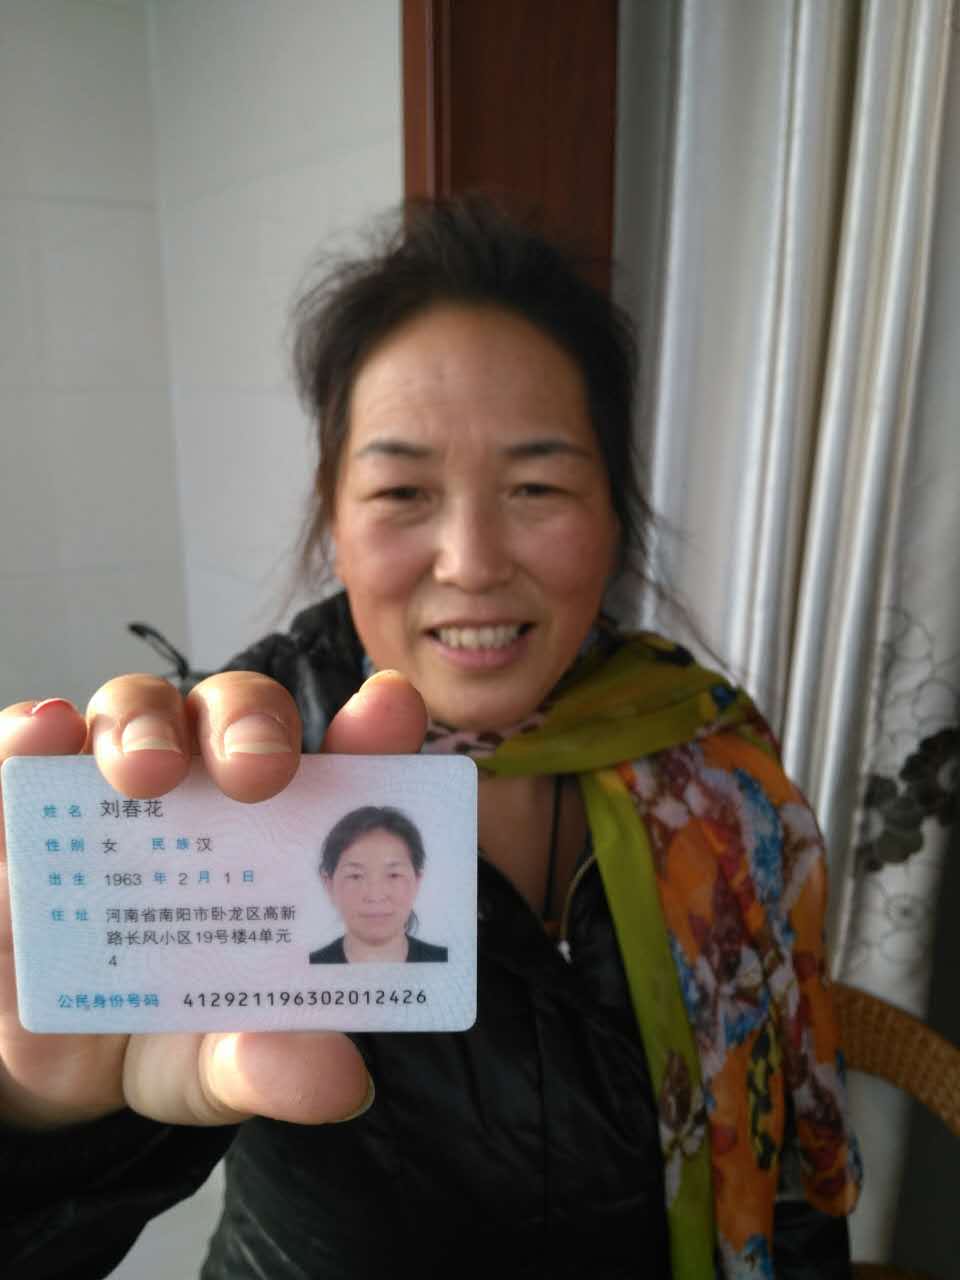 姓名 刘春花
性别 女 民族 汉
出生 1963 年 2 月 1 日
住址 河南省南阳市卧龙区高新
路长风小区19号楼4单元
4
公民身份号码 412921196302012426